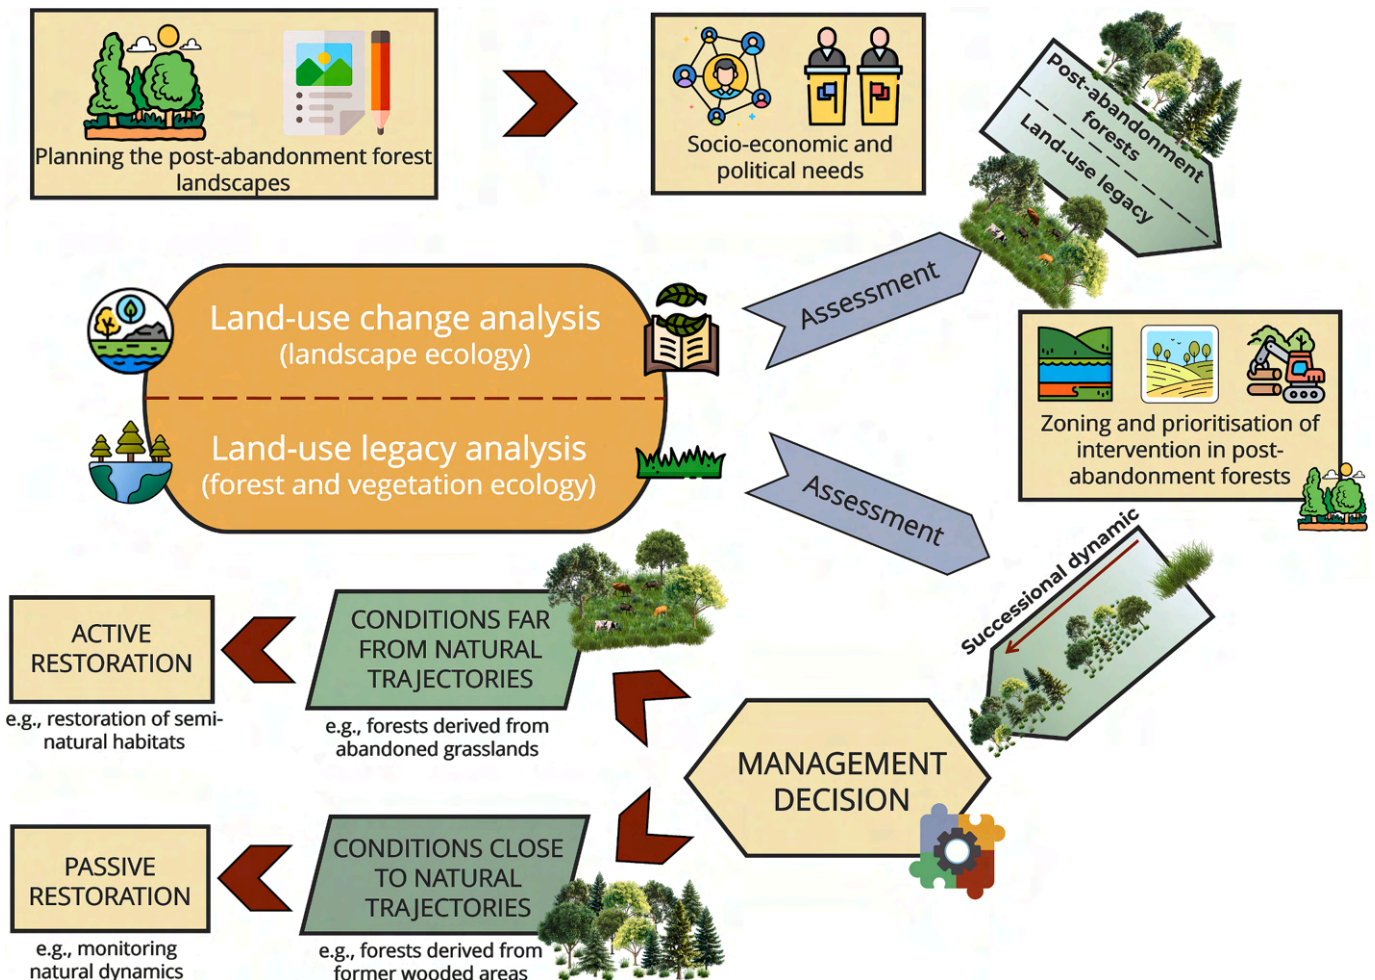 Planning the post-abandonment forest
landscapes
Socio-economic and
political needs
Post-abandonment
forests
Land-use legacy
Land-use change analysis
(landscape ecology)
Land-use legacy analysis
(forest and vegetation ecology)
Assessment
Assessment
Zoning and prioritisation of
intervention in post-
abandonment forests
Successional dynamic
MANAGEMENT
DECISION
CONDITIONS FAR
FROM NATURAL
TRAJECTORIES
e.g., forests derived from
abandoned grasslands
ACTIVE
RESTORATION
e.g., restoration of semi-
natural habitats
CONDITIONS CLOSE
TO NATURAL
TRAJECTORIES
e.g., forests derived from
former wooded areas
PASSIVE
RESTORATION
e.g., monitoring
natural dynamics